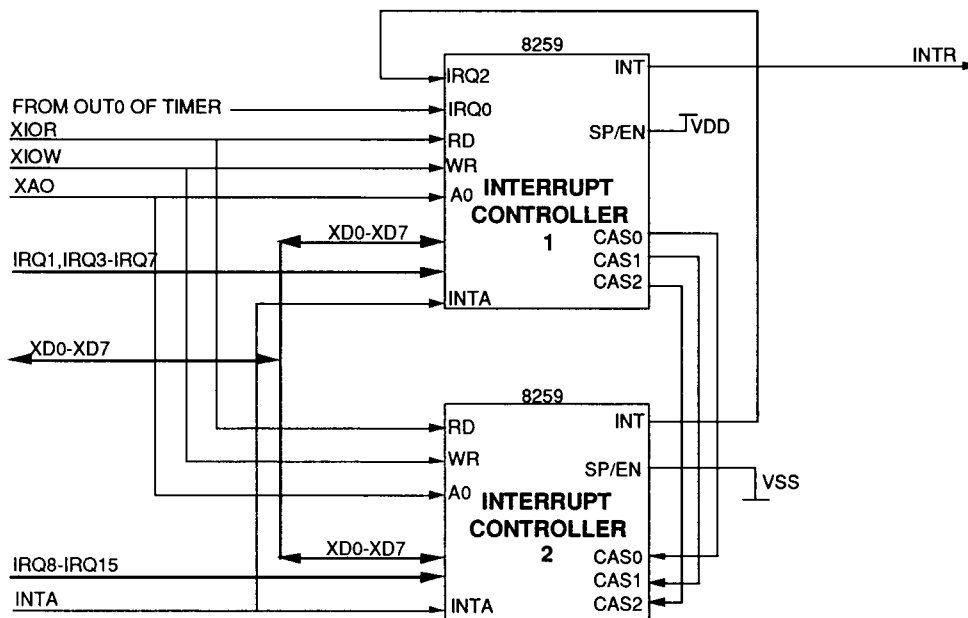 8259
INTR
INT
IRQ2
FROM OUT0 OF TIMER
IRQ0
XIOR
SP/EN
VDD
RD
XIOW
WR
XAO
A0
INTERRUPT
CONTROLLER
1
XD0-XD7
CAS0
CAS1
CAS2
IRQ1,IRQ3-IRQ7
INTA
XD0-XD7
8259
INT
RD
WR
SP/EN
VSS
A0
INTERRUPT
CONTROLLER
2
XD0-XD7
CAS0
IRQ8-IRQ15
CAS1
INTA
INTA
CAS2